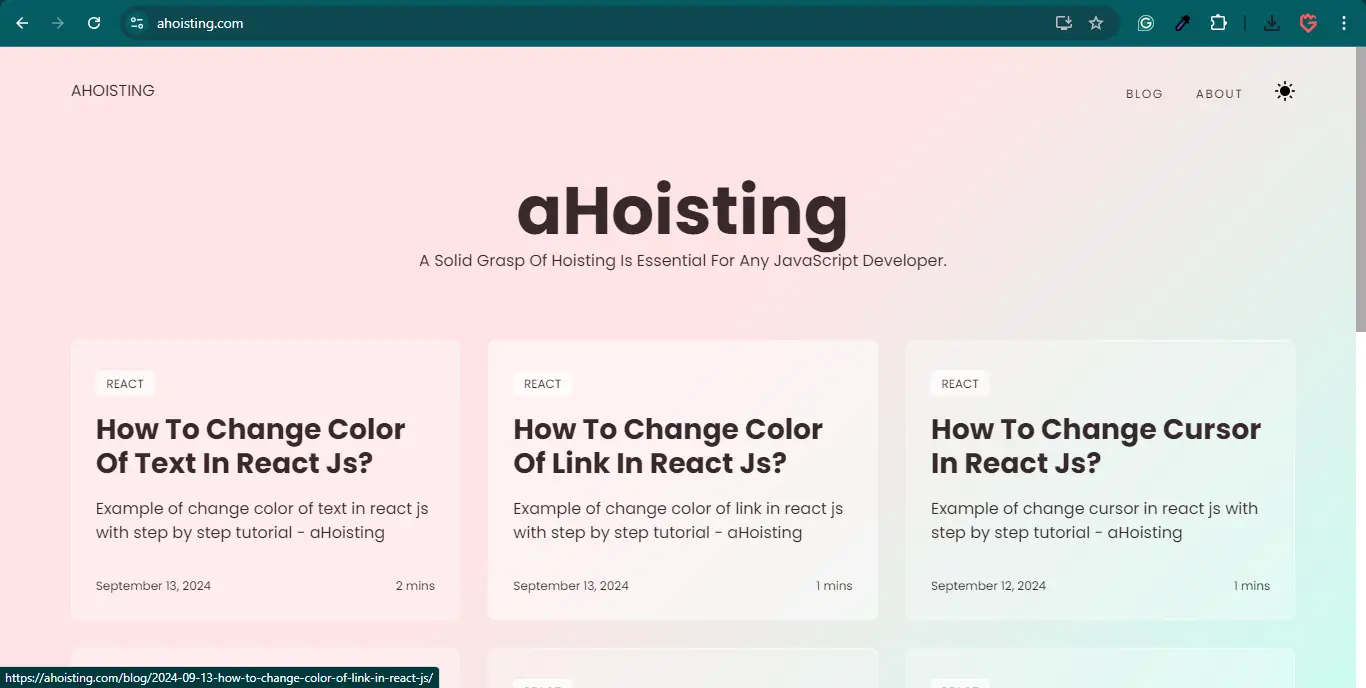 ahoisting.com
AHOISTING
BLOG ABOUT
aHoisting
A Solid Grasp Of Hoisting Is Essential For Any JavaScript Developer.
REACT
How To Change Color
Of Text In React Js?
Example of change color of text in react js
with step by step tutorial - aHoisting
September 13, 2024 2 mins
REACT
How To Change Color
Of Link In React Js?
Example of change color of link in react js
with step by step tutorial - aHoisting
September 13, 2024 1 mins
REACT
How To Change Cursor
In React Js?
Example of change cursor in react js with
step by step tutorial - aHoisting
September 12, 2024 1 mins
https://ahoisting.com/blog/2024-09-13-how-to-change-color-of-link-in-react-js/